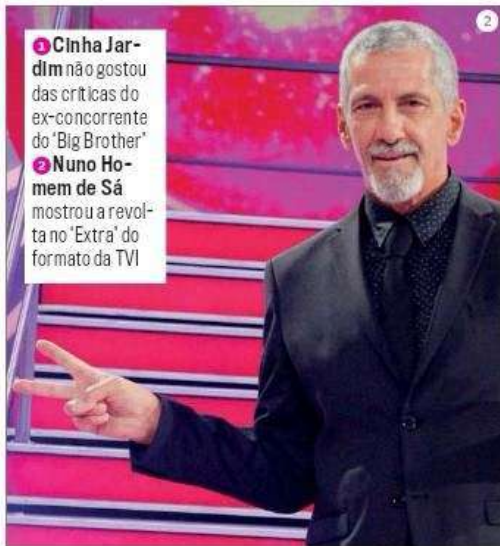 1 Cinha Jar-
dim não gostou
das críticas do
ex-concorrente
do 'Big Brother'
2 Nuno Ho-
mem de Sá
mostrou a revol-
ta no 'Extra' do
formato da TVI
2